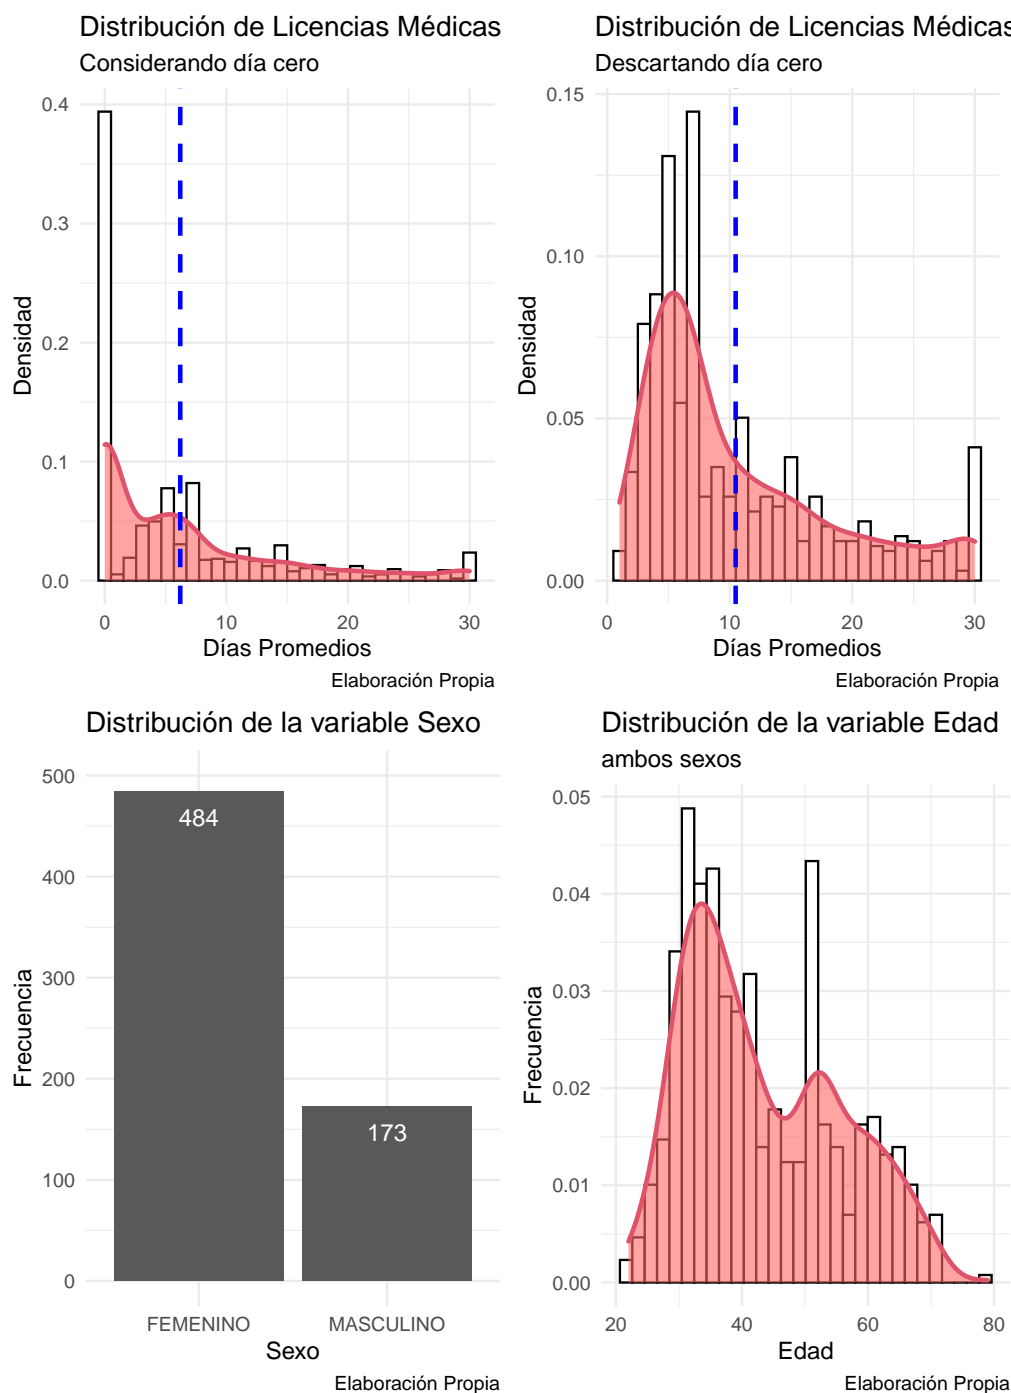 Distribución de Licencias Médicas
Considerando día cero
Densidad
0.4
0.3
0.2
0.1
0.0
0 10 20 30
Días Promedios
Elaboración Propia
Distribución de Licencias Médicas
Descartando día cero
Densidad
0.15
0.10
0.05
0.00
0 10 20 30
Días Promedios
Elaboración Propia
Distribución de la variable Sexo
Frecuencia
500
400
300
200
100
0
484
173
FEMENINO MASCULINO
Sexo
Elaboración Propia
Distribución de la variable Edad
ambos sexos
Frecuencia
0.05
0.04
0.03
0.02
0.01
0.00
20 40 60 80
Edad
Elaboración Propia